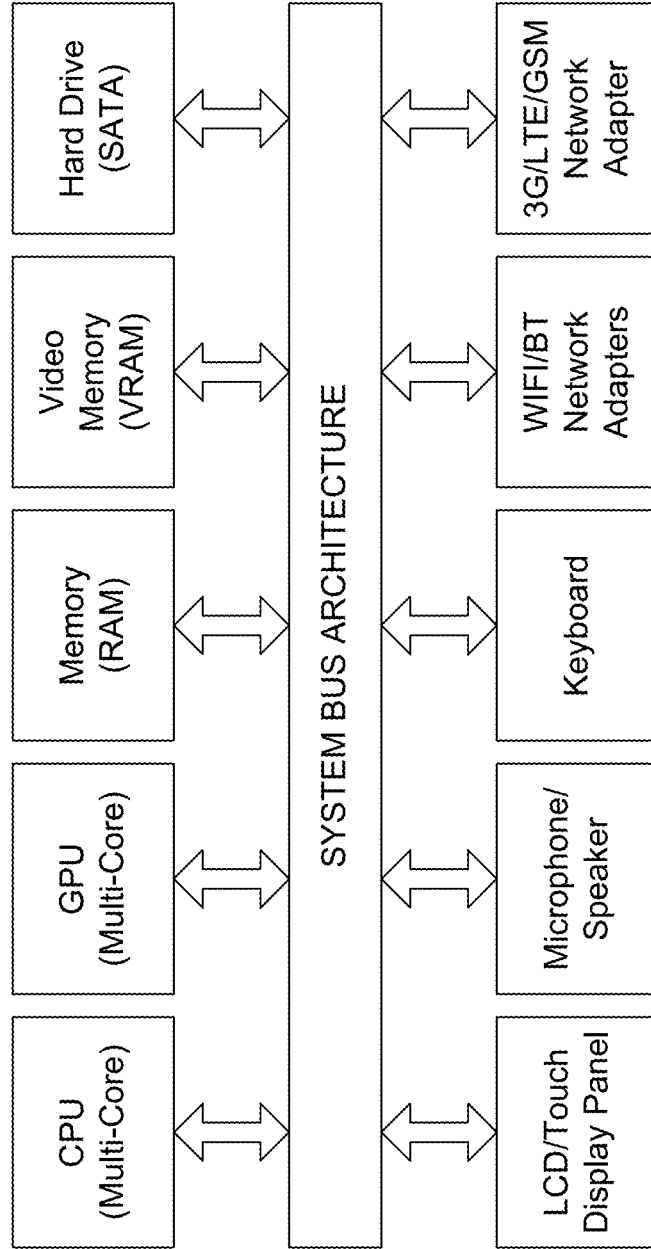 CPU
(Multi-Core)
GPU
(Multi-Core)
Memory
(RAM)
Video
Memory
(VRAM)
Hard Drive
(SATA)
SYSTEM BUS ARCHITECTURE
LCD/Touch
Display Panel
Microphone/
Speaker
Keyboard
WIFI/BT
Network
Adapters
3G/LTE/GSM
Network
Adapter